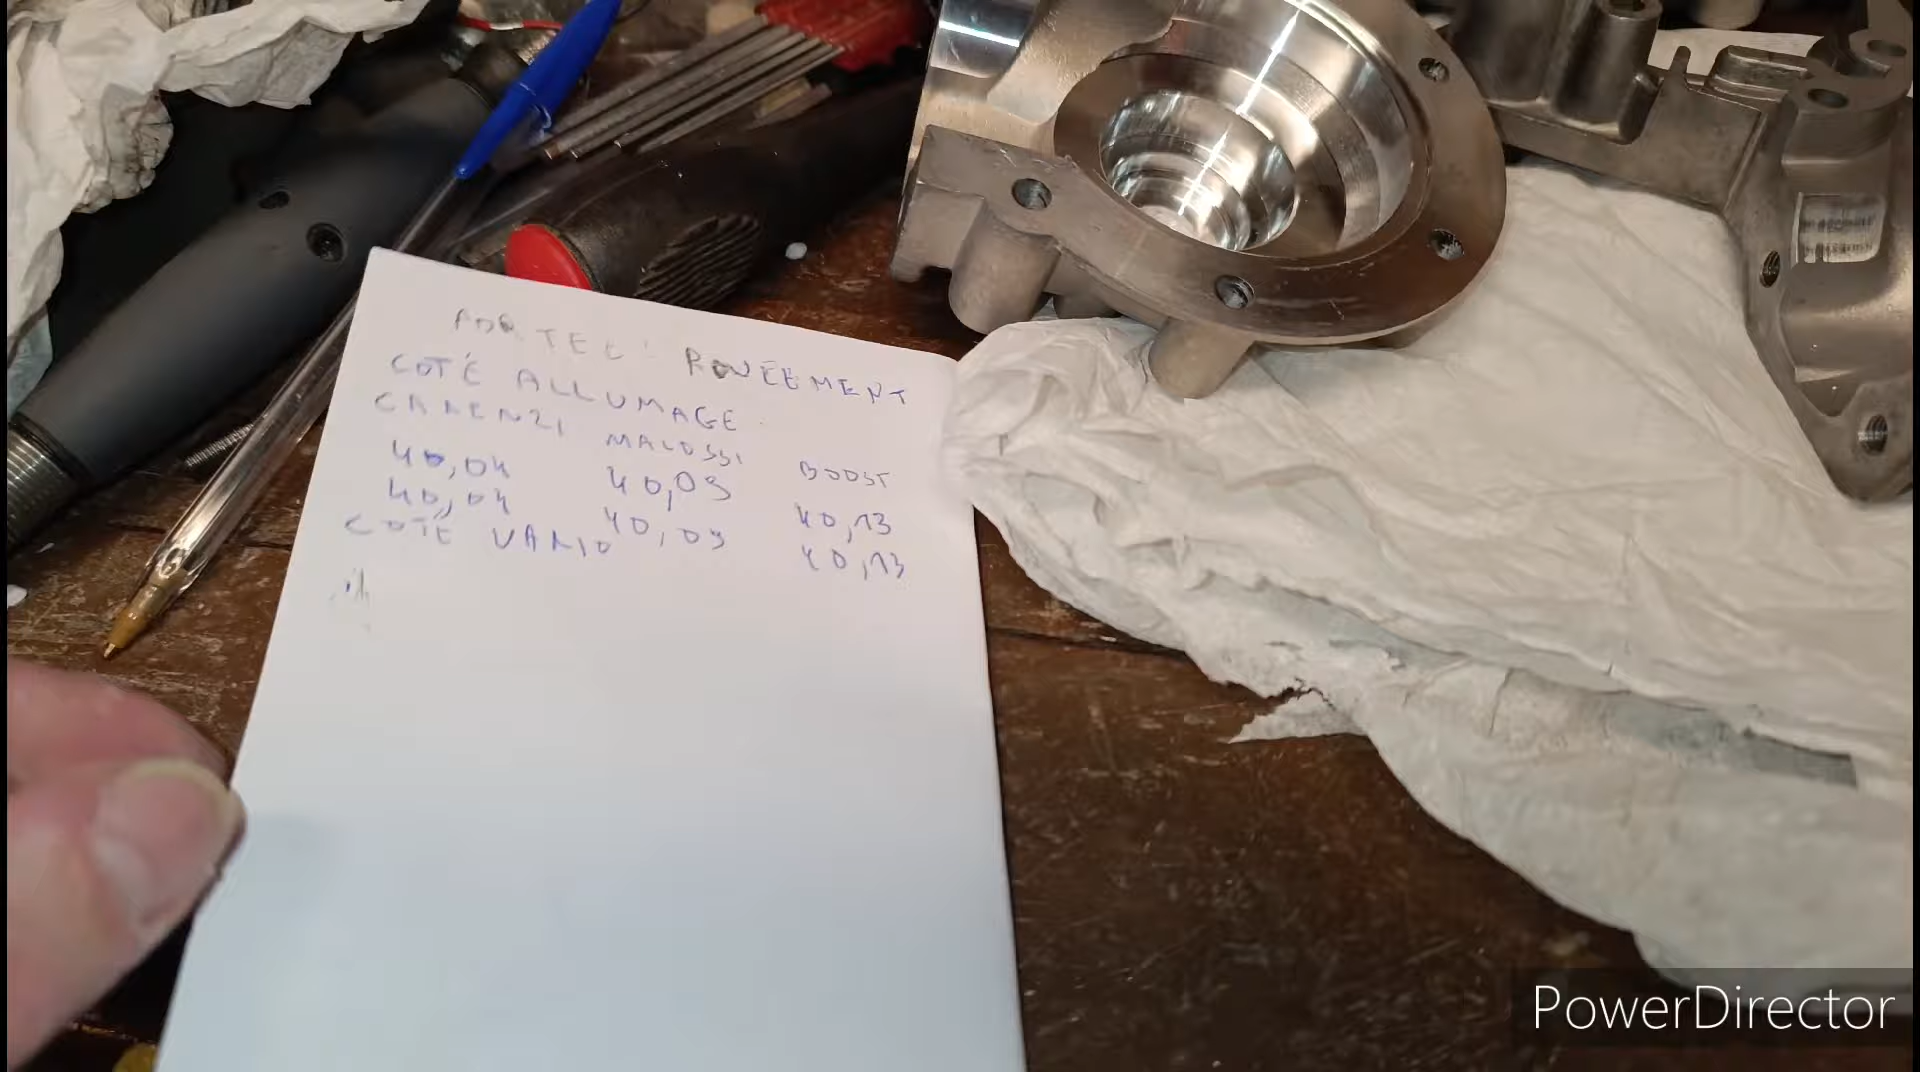 PORTEE ROULEMENT
COTÉ ALLUMAGE
CARENZI MALOSSI BOOST
40,04 40,09 40,13
40,04 40,09 40,13
COTÉ VARIO
PowerDirector